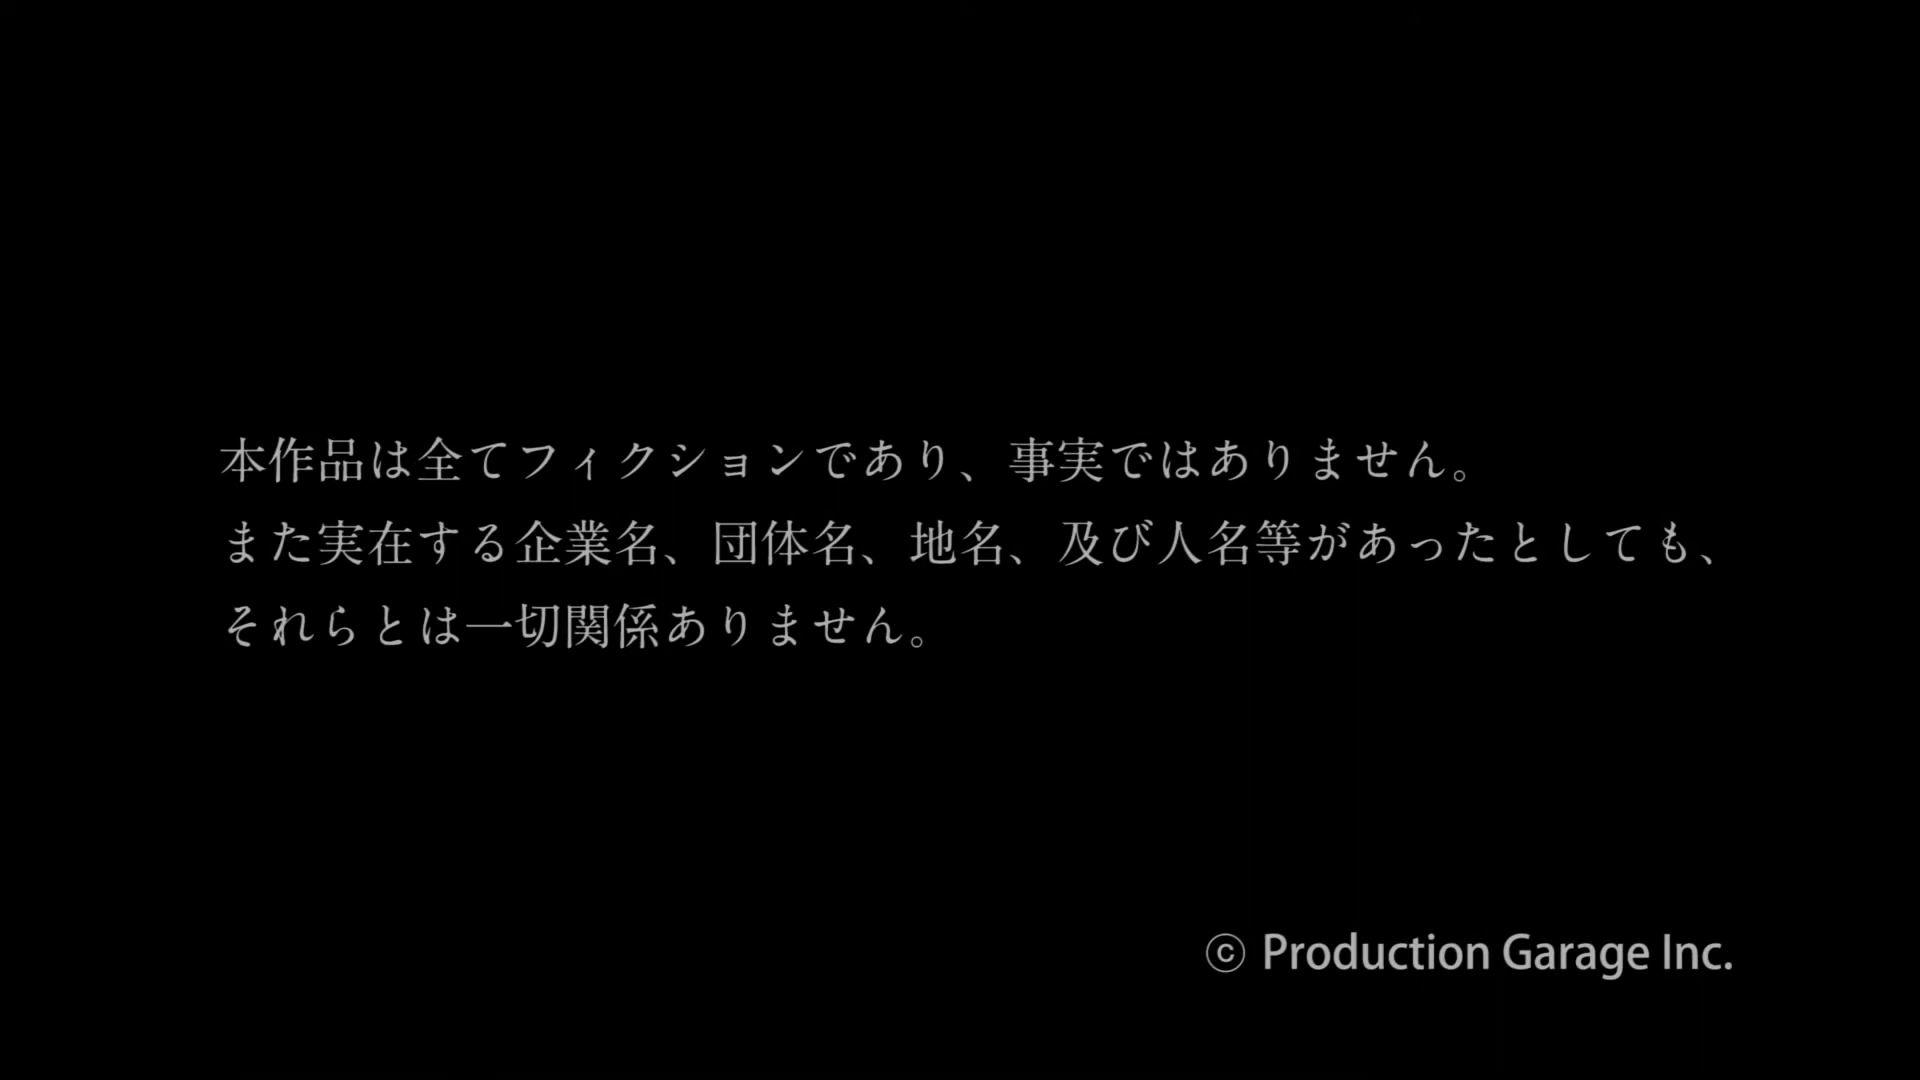 本作品は全てフィクションであり、事実ではありません。
また実在する企業名、団体名、地名、及び人名等があったとしても、
それらとは一切関係ありません。
ⓒ Production Garage Inc.